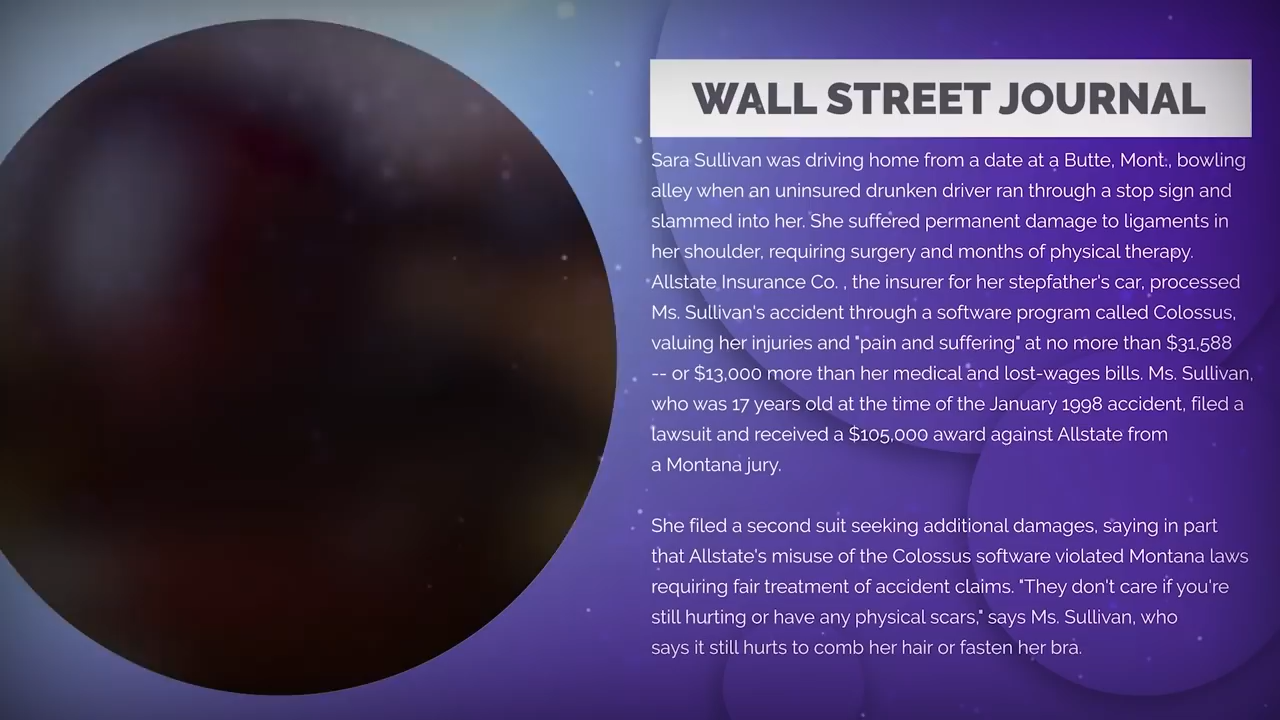 WALL STREET JOURNAL
Sara Sullivan was driving home from a date at a Butte, Mont., bowling
alley when an uninsured drunken driver ran through a stop sign and
slammed into her. She suffered permanent damage to ligaments in
her shoulder, requiring surgery and months of physical therapy.
Allstate Insurance Co. , the insurer for her stepfather's car, processed
Ms. Sullivan's accident through a software program called Colossus,
valuing her injuries and "pain and suffering" at no more than $31,588
-- or $13,000 more than her medical and lost-wages bills. Ms. Sullivan,
who was 17 years old at the time of the January 1998 accident, filed a
lawsuit and received a $105,000 award against Allstate from
a Montana jury.
She filed a second suit seeking additional damages, saying in part
that Allstate's misuse of the Colossus software violated Montana laws
requiring fair treatment of accident claims. "They don't care if you're
still hurting or have any physical scars," says Ms. Sullivan, who
says it still hurts to comb her hair or fasten her bra.